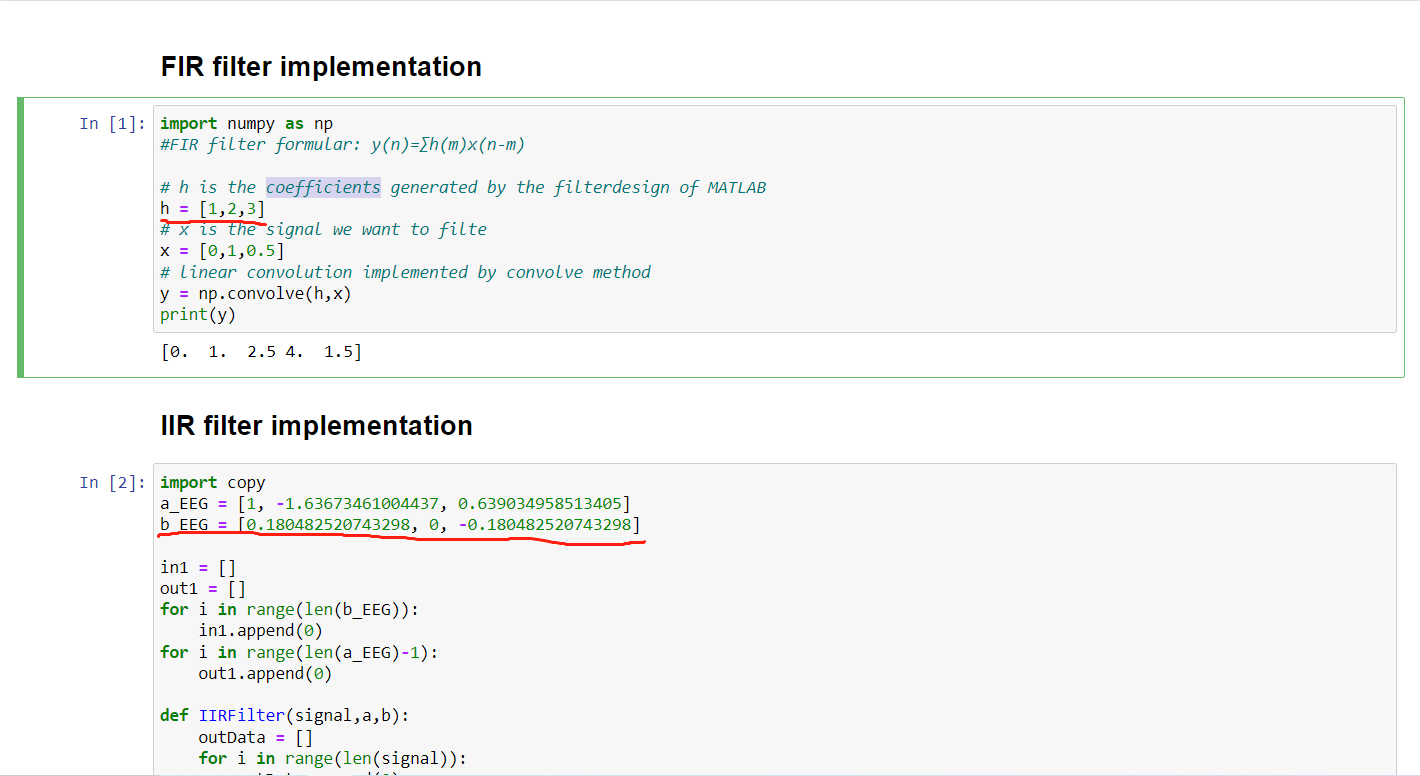 FIR filter implementation
In [1]: import numpy as np
#FIR filter formular: y(n)=∑h(m)x(n-m)
# h is the coefficients generated by the filterdesign of MATLAB
h = [1,2,3]
# x is the signal we want to filte
x = [0,1,0.5]
# linear convolution implemented by convolve method
y = np.convolve(h,x)
print(y)
[0.  1.  2.5 4.  1.5]
IIR filter implementation
In [2]: import copy
a_EEG = [1, -1.63673461004437, 0.639034958513405]
b_EEG = [0.180482520743298, 0, -0.180482520743298]
in1 = []
out1 = []
for i in range(len(b_EEG)):
    in1.append(0)
for i in range(len(a_EEG)-1):
    out1.append(0)
def IIRFilter(signal,a,b):
    outData = []
    for i in range(len(signal)):